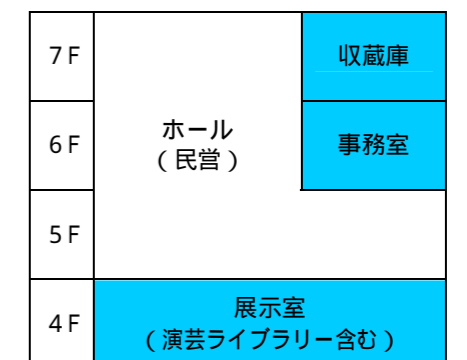 7F
収蔵庫
ホール
(民営)
6F
事務室
5F
4F
展示室
(演芸ライブラリー含む)